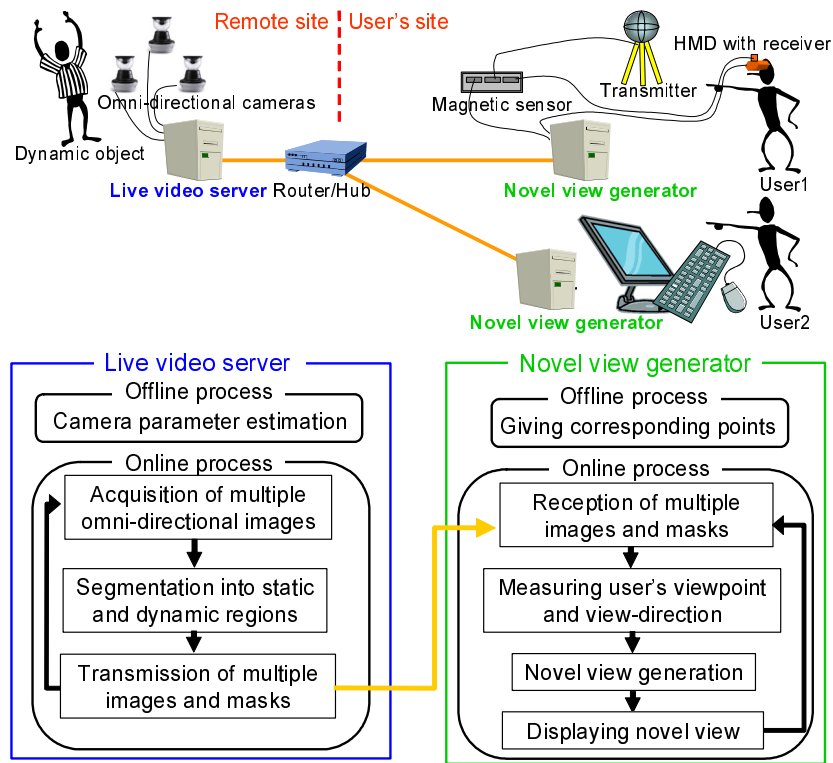 Remote site
User's site
HMD with receiver
Omni-directional cameras
Magnetic sensor
Transmitter
Dynamic object
Live video server
Router/Hub
Novel view generator
User1
Novel view generator
User2
Live video server
Offline process
Camera parameter estimation
Online process
Acquisition of multiple
omni-directional images
Segmentation into static
and dynamic regions
Transmission of multiple
images and masks
Novel view generator
Offline process
Giving corresponding points
Online process
Reception of multiple
images and masks
Measuring user's viewpoint
and view-direction
Novel view generation
Displaying novel view